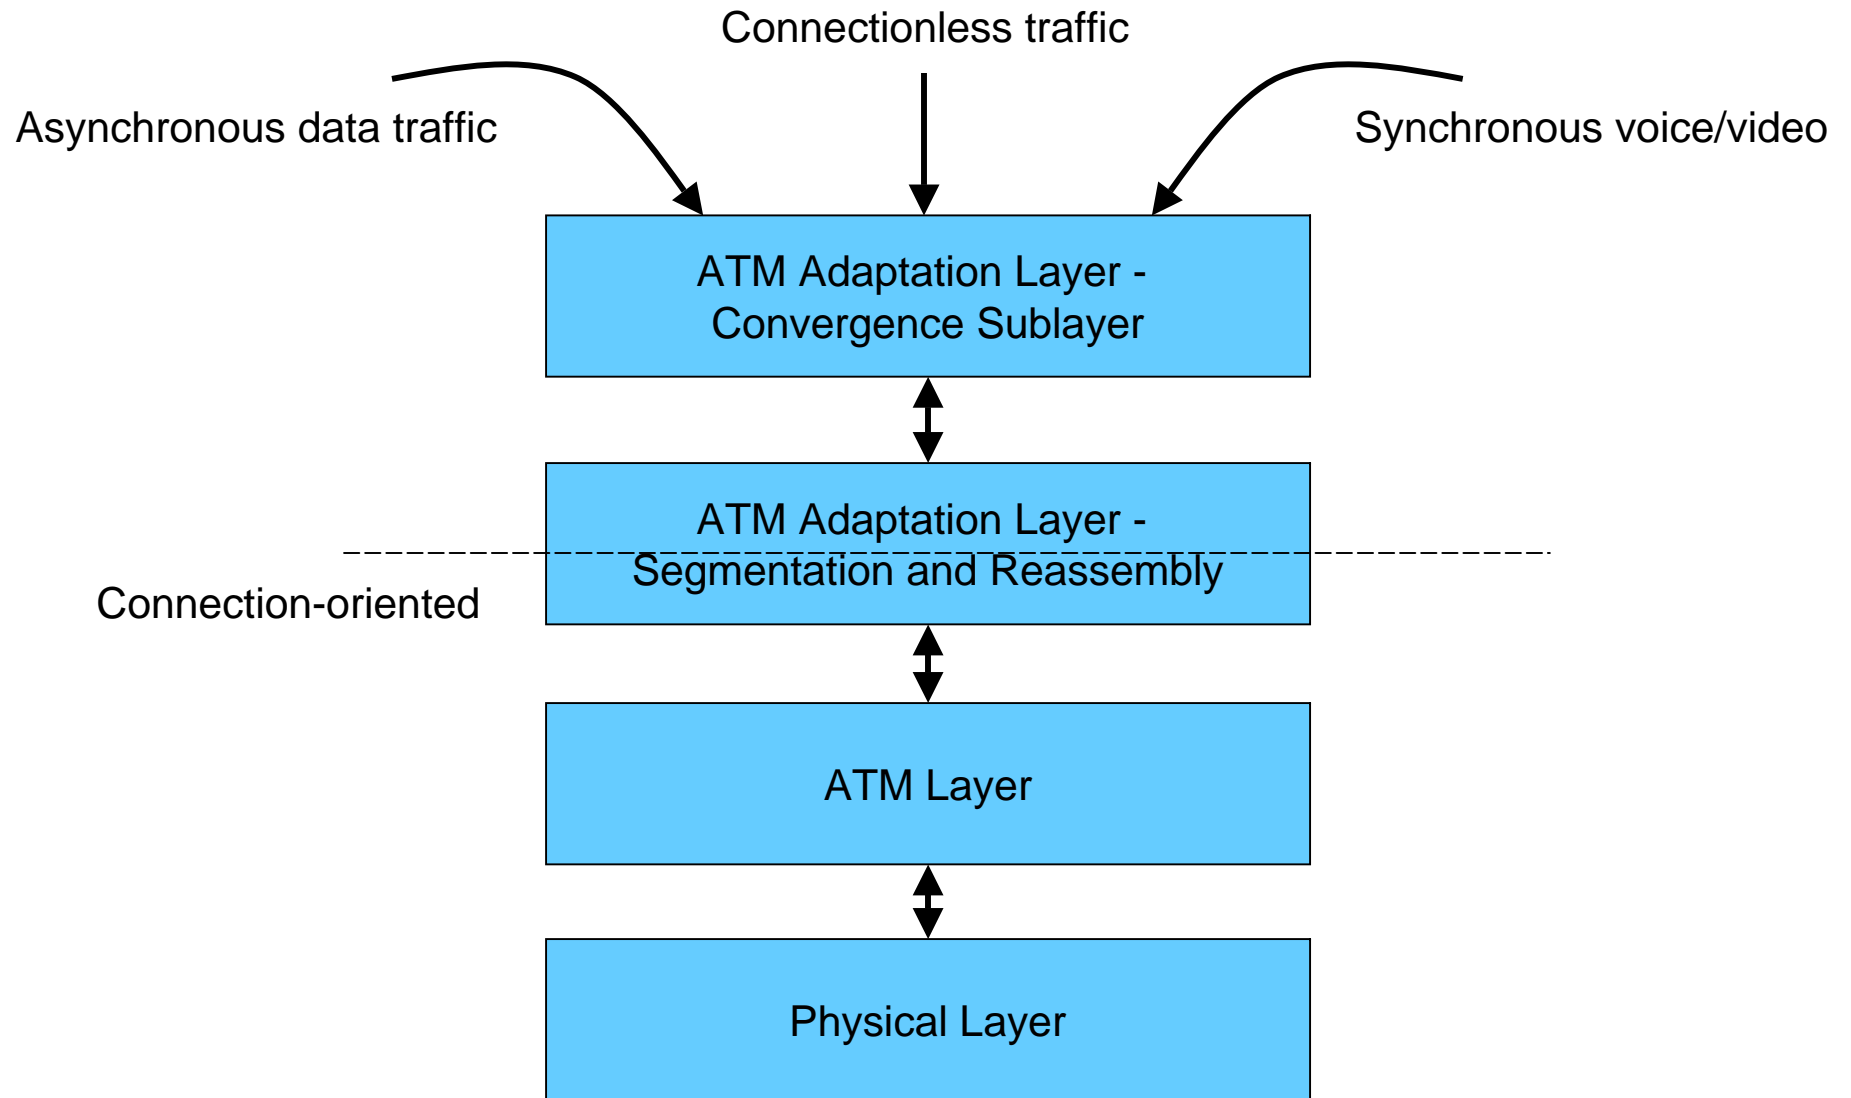 Connectionless traffic
Asynchronous data traffic
Synchronous voice/video
ATM Adaptation Layer -
Convergence Sublayer
ATM Adaptation Layer -
Segmentation and Reassembly
Connection-oriented
ATM Layer
Physical Layer